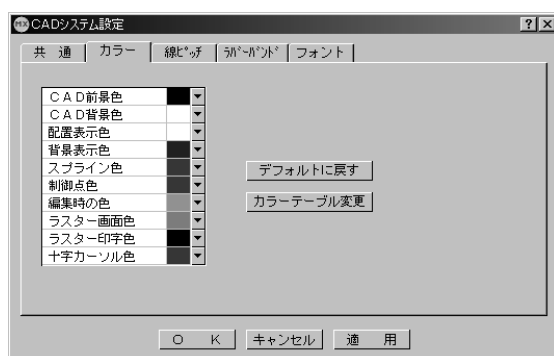 MX CADシステム設定 ? ×
共 通 カラー 線ﾋﾟｯﾁ ﾗﾊﾞｰﾊﾞﾝﾄﾞ フォント
ＣＡＤ前景色
ＣＡＤ背景色
配置表示色
背景表示色
スプライン色
制御点色
編集時の色
ラスター画面色
ラスター印字色
十字カーソル色
デフォルトに戻す
カラーテーブル変更
Ｏ Ｋ キャンセル 適 用